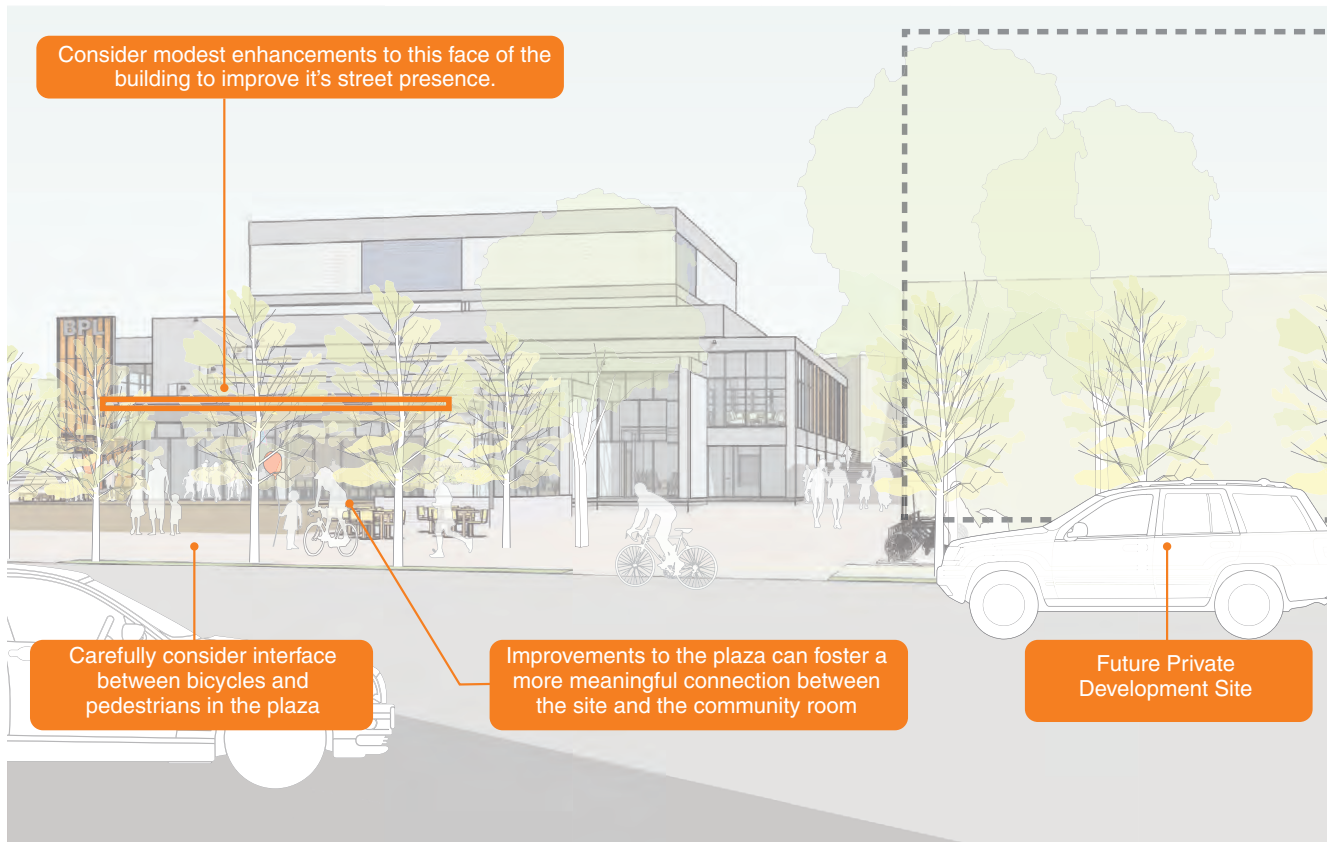 Consider modest enhancements to this face of the
building to improve it's street presence.
BPL
Carefully consider interface
between bicycles and
pedestrians in the plaza
Improvements to the plaza can foster a
more meaningful connection between
the site and the community room
Future Private
Development Site